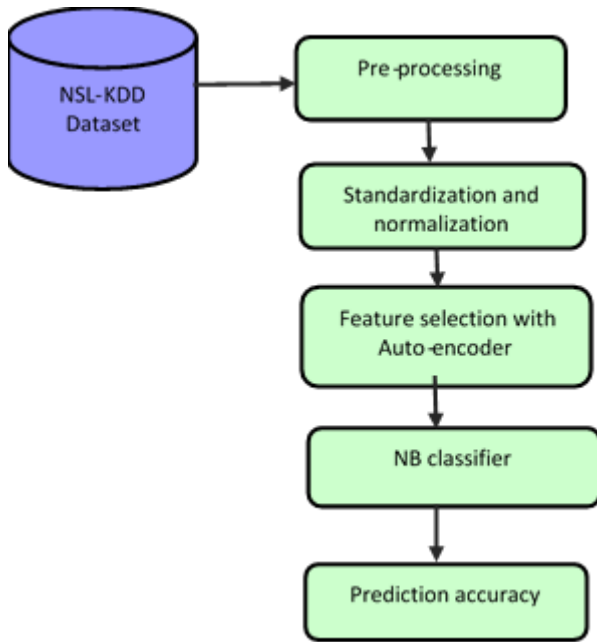 NSL-KDD
Dataset
Pre-processing
Standardization and
normalization
Feature selection with
Auto-encoder
NB classifier
Prediction accuracy